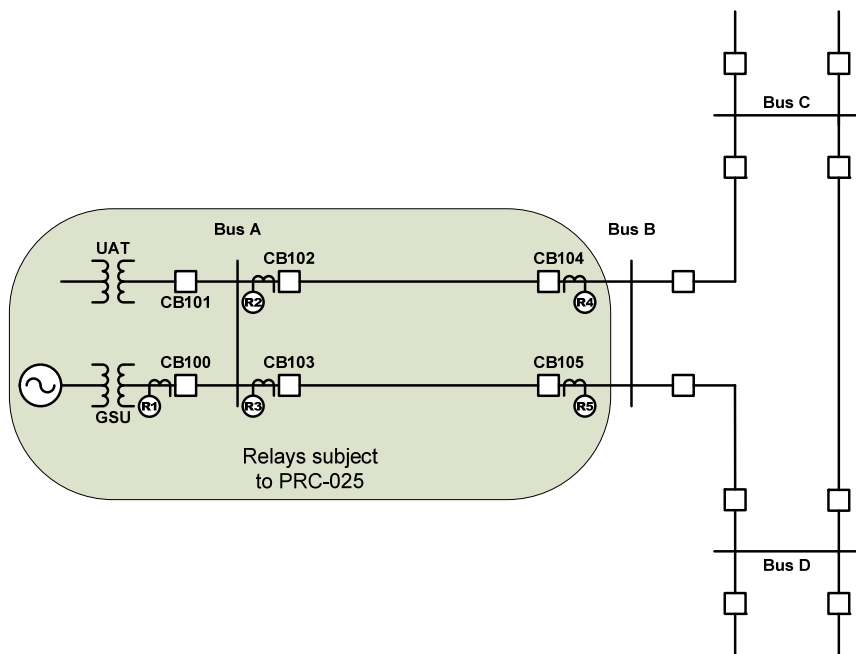 Bus C
Bus A
Bus B
UAT
CB102
CB104
CB101
R2
R4
CB100
CB103
CB105
R1
R3
R5
GSU
Relays subject
to PRC-025
Bus D